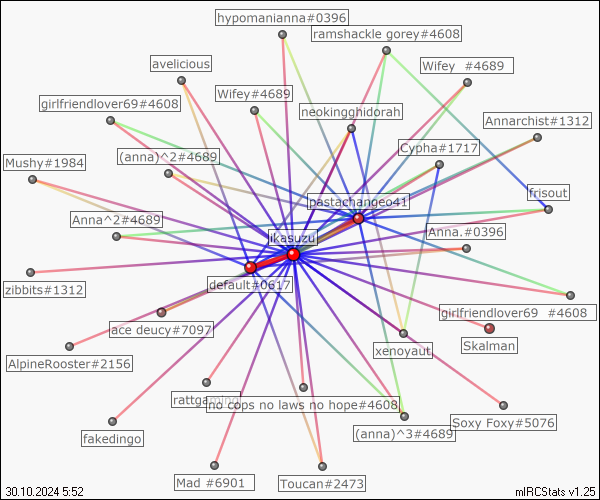 hypomanianna#0396
ramshackle gorey#4608
avelicious
Wifey  #4689
Wifey#4689
girlfriendlover69#4608
neokingghidorah
Annarchist#1312
Cypha#1717
(anna)^2#4689
Mushy#1984
frisout
pastachangeo41
Anna^2#4689
Anna.#0396
jikasuzu
default#0617
zibbits#1312
girlfriendlover69  #4608
ace deucy#7097
Skalman
xenoyaut
AlpineRooster#2156
rattgaming
no cops no laws no hope#4608
Soxy Foxy#5076
(anna)^3#4689
fakedingo
Mad #6901
Toucan#2473
30.10.2024 5:52
mIRCStats v1.25